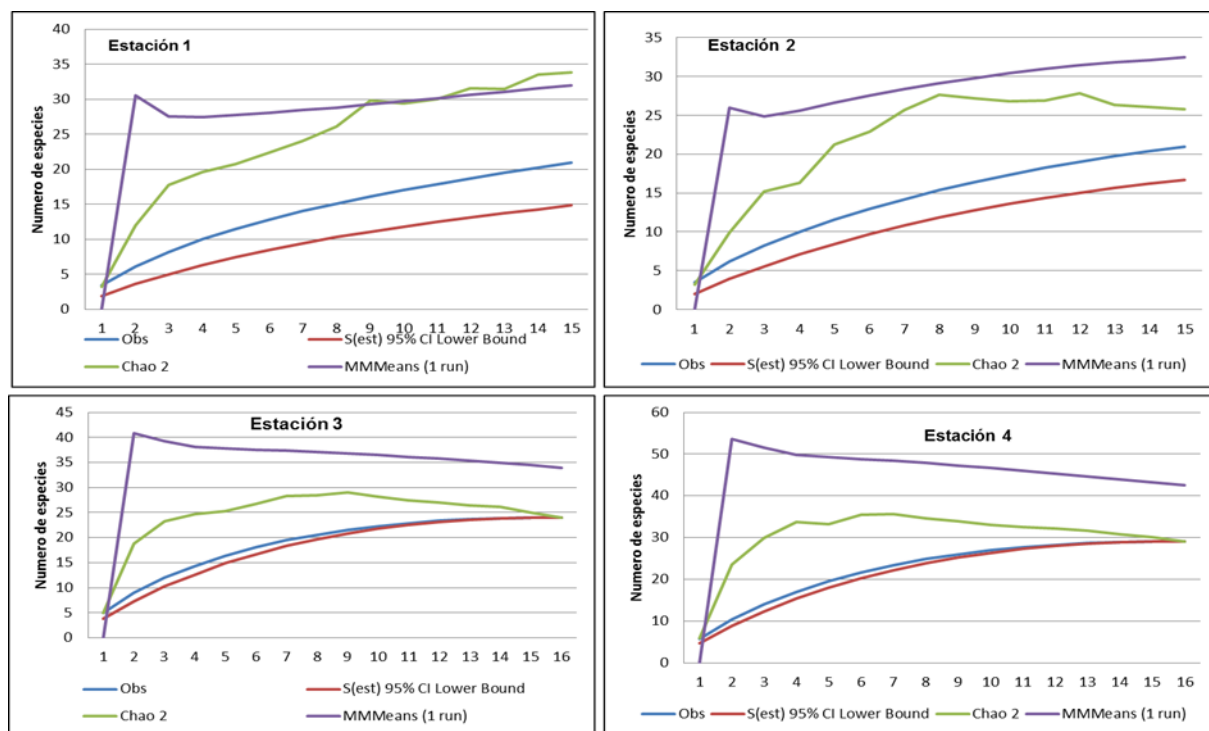 Estación 1
Numero de especies
40
35
30
25
20
15
10
5
0
1 2 3 4 5 6 7 8 9 10 11 12 13 14 15
Obs S(est) 95% CI Lower Bound
Chao 2 MMMeans (1 run)
Estación 2
Numero de especies
35
30
25
20
15
10
5
0
1 2 3 4 5 6 7 8 9 10 11 12 13 14 15
Obs S(est) 95% CI Lower Bound Chao 2 MMMeans (1 run)
Estación 3
Numero de especies
45
40
35
30
25
20
15
10
5
0
1 2 3 4 5 6 7 8 9 10 11 12 13 14 15 16
Obs S(est) 95% CI Lower Bound
Chao 2 MMMeans (1 run)
Estación 4
Numero de especies
60
50
40
30
20
10
0
1 2 3 4 5 6 7 8 9 10 11 12 13 14 15 16
Obs S(est) 95% CI Lower Bound Chao 2 MMMeans (1 run)